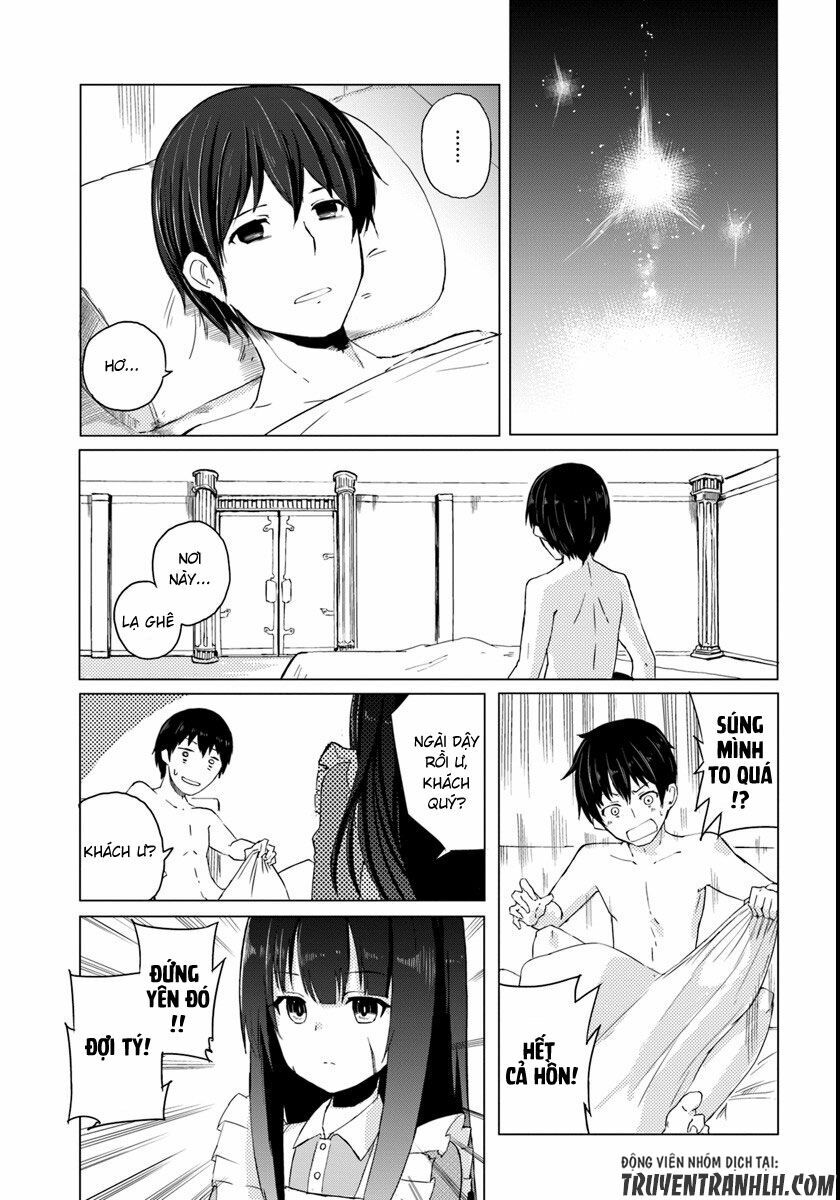 ......
HƠ...
NƠI
NÀY...
LẠ GHÊ
SÚNG
MÌNH
TO QUÁ
!?
HẾT
CẢ HỒN!
NGÀI DẬY
RỒI Ư,
KHÁCH
QUÝ?
KHÁCH Ư?
ĐỨNG
YÊN ĐÓ
!!
ĐỢI TÝ!
ĐỘNG VIÊN NHÓM DỊCH TẠI:
TRUYENTRANHLH.COM